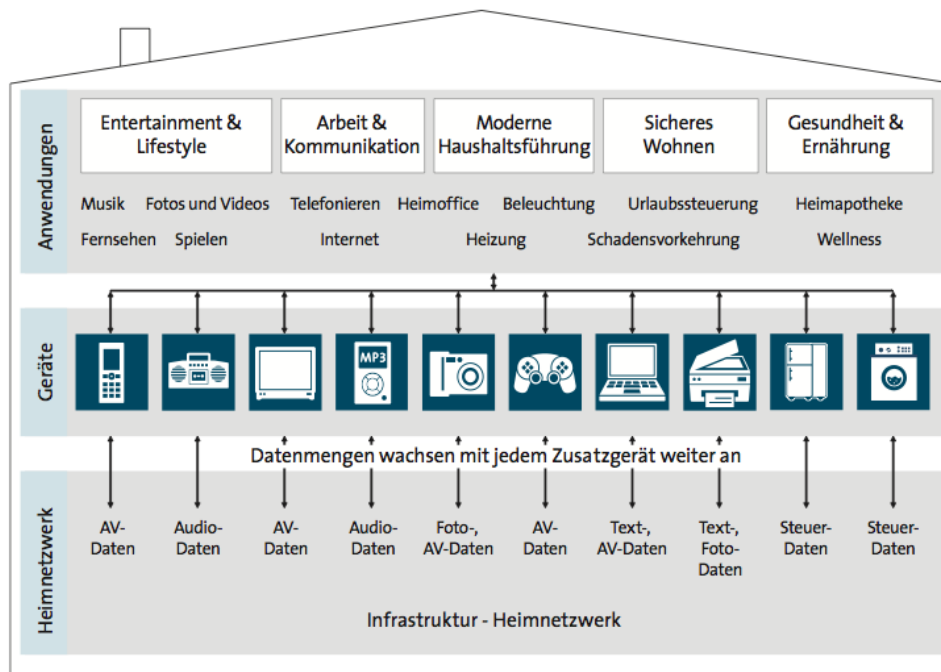 Anwendungen
Entertainment &
Lifestyle
Arbeit &
Kommunikation
Moderne
Haushaltsführung
Sicheres
Wohnen
Gesundheit &
Ernährung
Musik Fotos und Videos Telefonieren Heimoffice Beleuchtung Urlaubssteuerung Heimapotheke
Fernsehen Spielen Internet Heizung Schadensvorkehrung Wellness
Geräte
MP3
Datenmengen wachsen mit jedem Zusatzgerät weiter an
Heimnetzwerk
AV-
Daten
Audio-
Daten
AV-
Daten
Audio-
Daten
Foto-,
AV-Daten
AV-
Daten
Text-,
AV-Daten
Text-,
Foto-
Daten
Steuer-
Daten
Steuer-
Daten
Infrastruktur - Heimnetzwerk